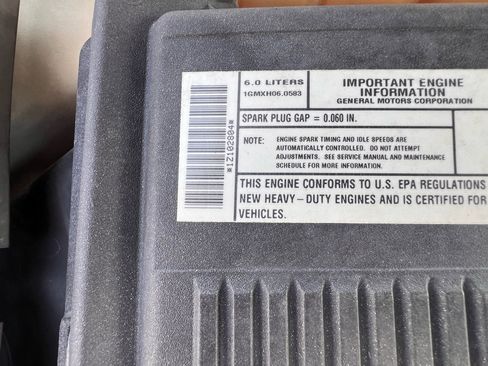 6.0 LITERS
1GMXH06.0583
IMPORTANT ENGINE
INFORMATION
GENERAL MOTORS CORPORATION
SPARK PLUG GAP = 0.060 IN.
NOTE: ENGINE SPARK TIMING AND IDLE SPEEDS ARE
AUTOMATICALLY CONTROLLED. DO NOT ATTEMPT
ADJUSTMENTS. SEE SERVICE MANUAL AND MAINTENANCE
SCHEDULE FOR MORE INFORMATION.
THIS ENGINE CONFORMS TO U.S. EPA REGULATIONS
NEW HEAVY-DUTY ENGINES AND IS CERTIFIED FOR
VEHICLES.
*12102804*